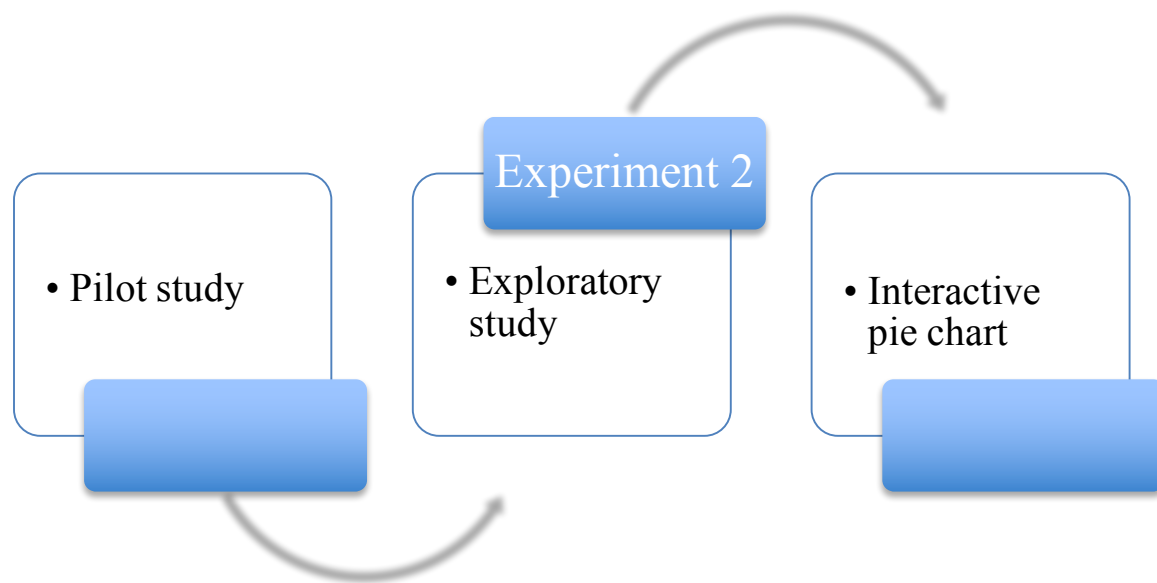 • Pilot study
Experiment 2
• Exploratory
study
• Interactive
pie chart